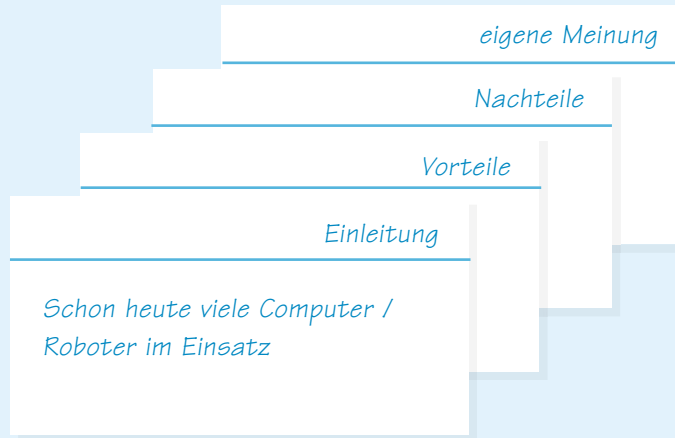 eigene Meinung
Nachteile
Vorteile
Einleitung
Schon heute viele Computer /
Roboter im Einsatz